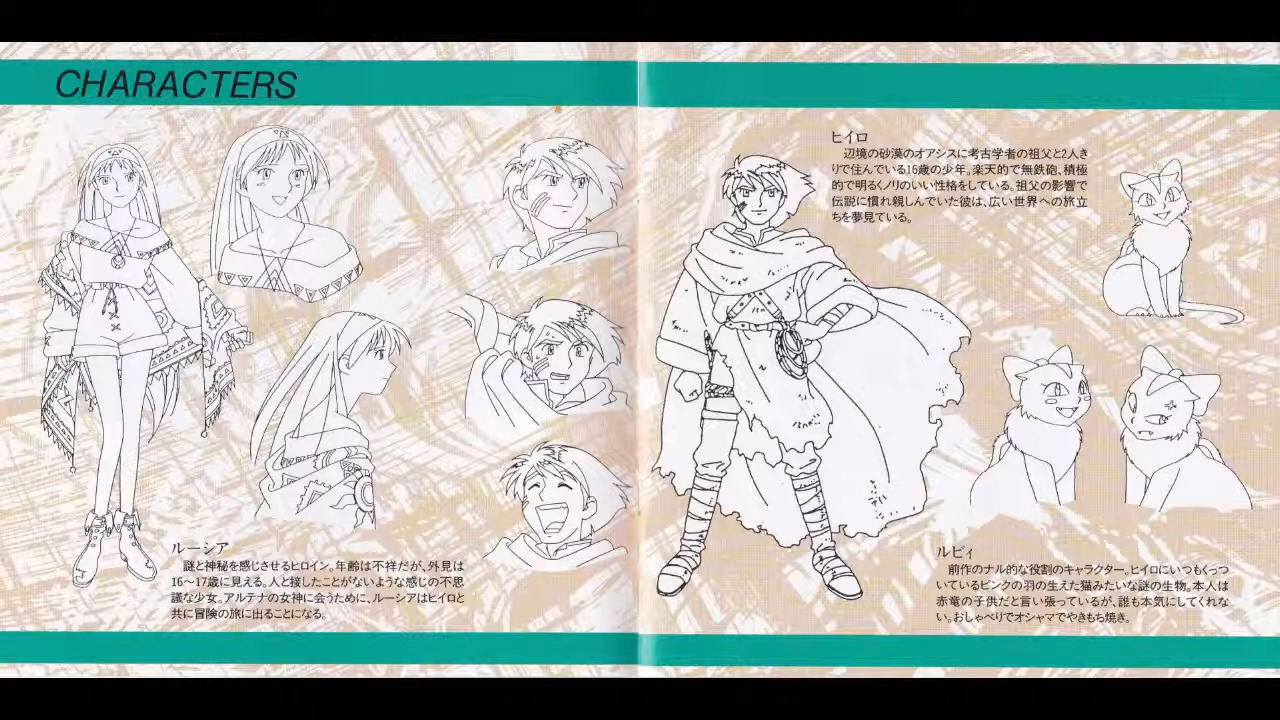 CHARACTERS
ルーシア
謎と神秘を感じさせるヒロイン。年齢は不祥だが、外見は
16〜17歳に見える。人と接したことがないような感じの不思
議な少女。アルテナの女神に会うために、ルーシアはヒイロと
共に冒険の旅に出ることになる。
ヒイロ
辺境の砂漠のオアシスに考古学者の祖父と2人き
りで住んでいる16歳の少年。楽天的で無鉄砲、積極
的で明るくノリのいい性格をしている。祖父の影響で
伝説に慣れ親しんでいた彼は、広い世界への旅立
ちを夢見ている。
ルビィ
前作のナル的な役割のキャラクター。ヒイロにいつもくっつ
いているピンクの羽の生えた猫みたいな謎の生物。本人は
赤竜の子供だと言い張っているが、誰も本気にしてくれな
い。おしゃべりでオシャマでやきもち焼き。